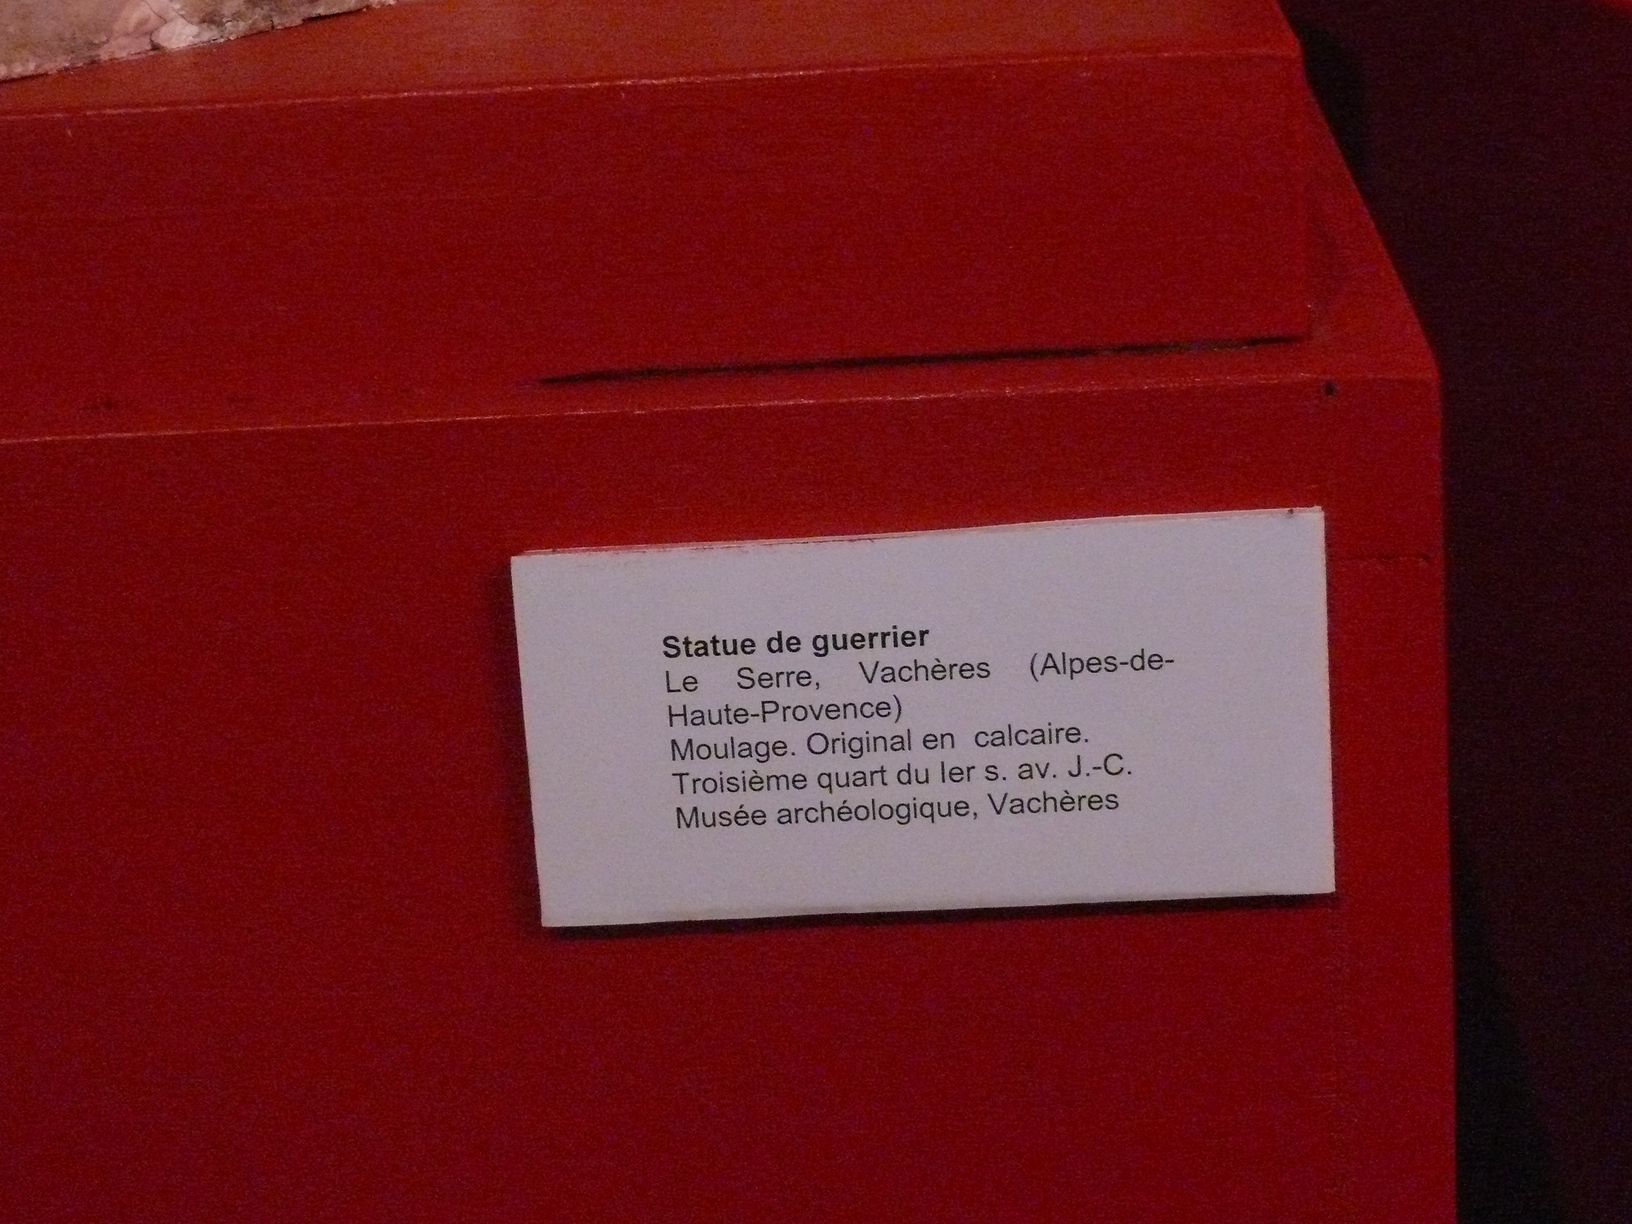 Statue de guerrier
Le Serre, Vachères (Alpes-de-
Haute-Provence)
Moulage. Original en calcaire.
Troisième quart du Ier s. av. J.-C.
Musée archéologique, Vachères